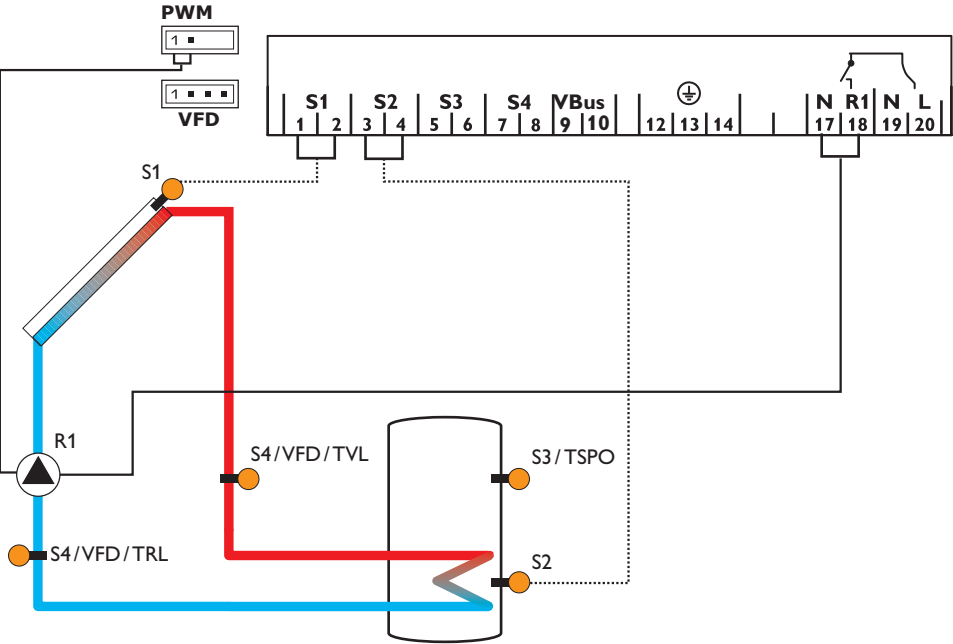 PWM
1
1
VFD
S1 S2 S3 S4 VBus N R1 N L
1 2 3 4 5 6 7 8 9 10 12 13 14 17 18 19 20
S1
R1
S4/VFD/TVL
S3/TSPO
S4/VFD/TRL
S2